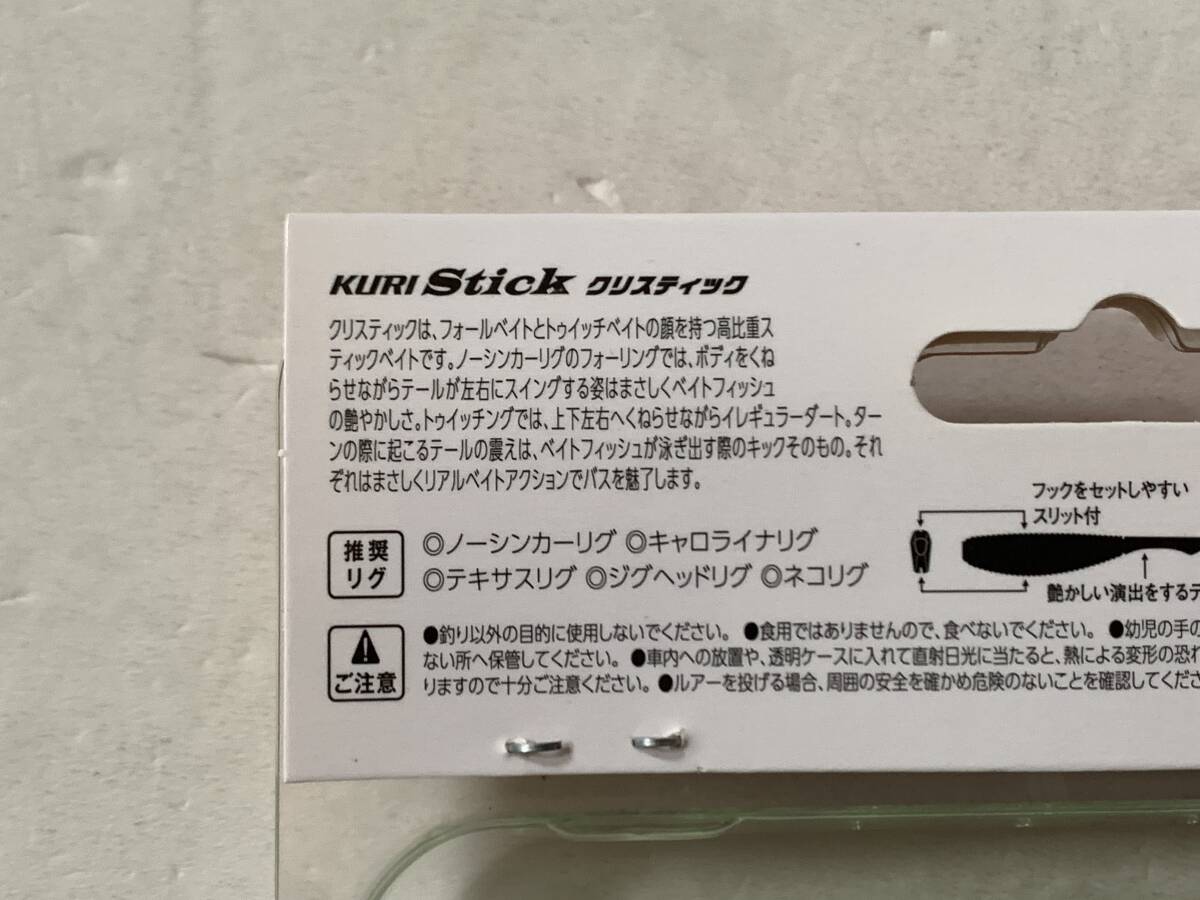 KURI Stick クリスティック
クリスティックは、フォールベイトとトゥイッチベイトの顔を持つ高比重ス
ティックベイトです。ノーシンカーリグのフォーリングでは、ボディをくね
らせながらテールが左右にスイングする姿はまさしくベイトフィッシュ
の艶やかしさ。トゥイッチングでは、上下左右へくねらせながらイレギュラーダート。ター
ンの際に起こるテールの震えは、ベイトフィッシュが泳ぎ出す際のキックそのもの。それ
ぞれはまさしくリアルベイトアクションでバスを魅了します。
フックをセットしやすい
スリット付
艶かしい演出をするテ
推奨
リグ
◎ノーシンカーリグ ◎キャロライナリグ
◎テキサスリグ ◎ジグヘッドリグ ◎ネコリグ
ご注意
●釣り以外の目的に使用しないでください。 ●食用ではありませんので、食べないでください。 ●幼児の手の
ない所へ保管してください。 ●車内への放置や、透明ケースに入れて直射日光に当たると、熱による変形の恐れ
りますので十分ご注意ください。 ●ルアーを投げる場合、周囲の安全を確かめ危険のないことを確認してくださ